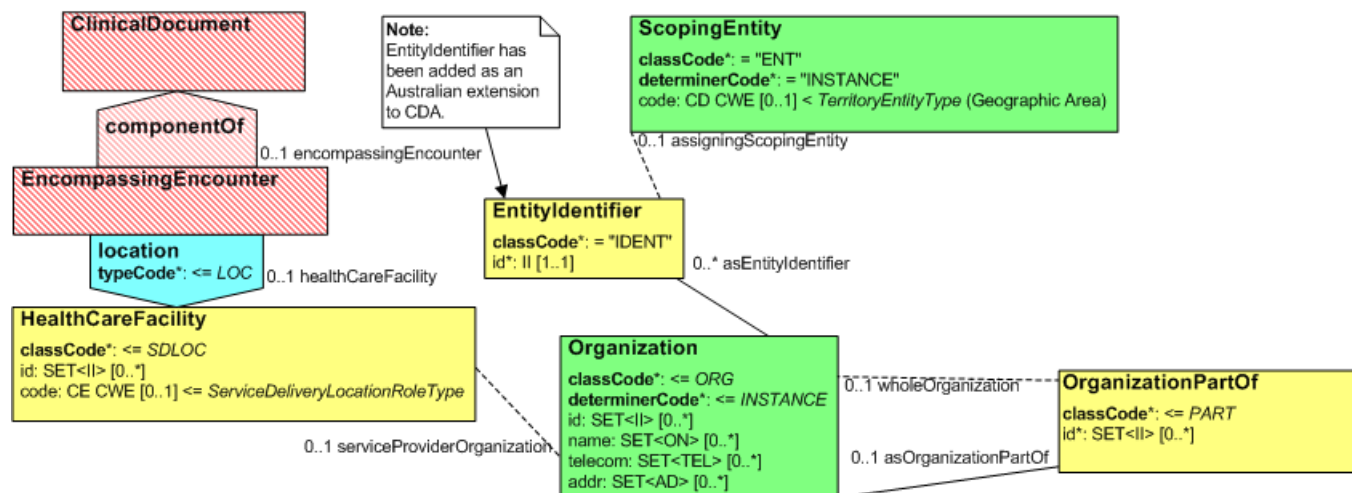 ClinicalDocument
componentOf
0..1 encompassingEncounter
EncompassingEncounter
location
typeCode*: <= LOC
0..1 healthCareFacility
HealthCareFacility
classCode*: <= SDLOC
id: SET<II> [0..*]
code: CE CWE [0..1] <= ServiceDeliveryLocationRoleType
0..1 serviceProviderOrganization
Note:
EntityIdentifier has
been added as an
Australian extension
to CDA.
ScopingEntity
classCode*: = "ENT"
determinerCode*: = "INSTANCE"
code: CD CWE [0..1] < TerritoryEntityType (Geographic Area)
0..1 assigningScopingEntity
EntityIdentifier
classCode*: = "IDENT"
id*: II [1..1]
0..* asEntityIdentifier
Organization
classCode*: <= ORG
determinerCode*: <= INSTANCE
id: SET<II> [0..*]
name: SET<ON> [0..*]
telecom: SET<TEL> [0..*]
addr: SET<AD> [0..*]
0..1 wholeOrganization
OrganizationPartOf
classCode*: <= PART
id*: SET<II> [0..*]
0..1 asOrganizationPartOf